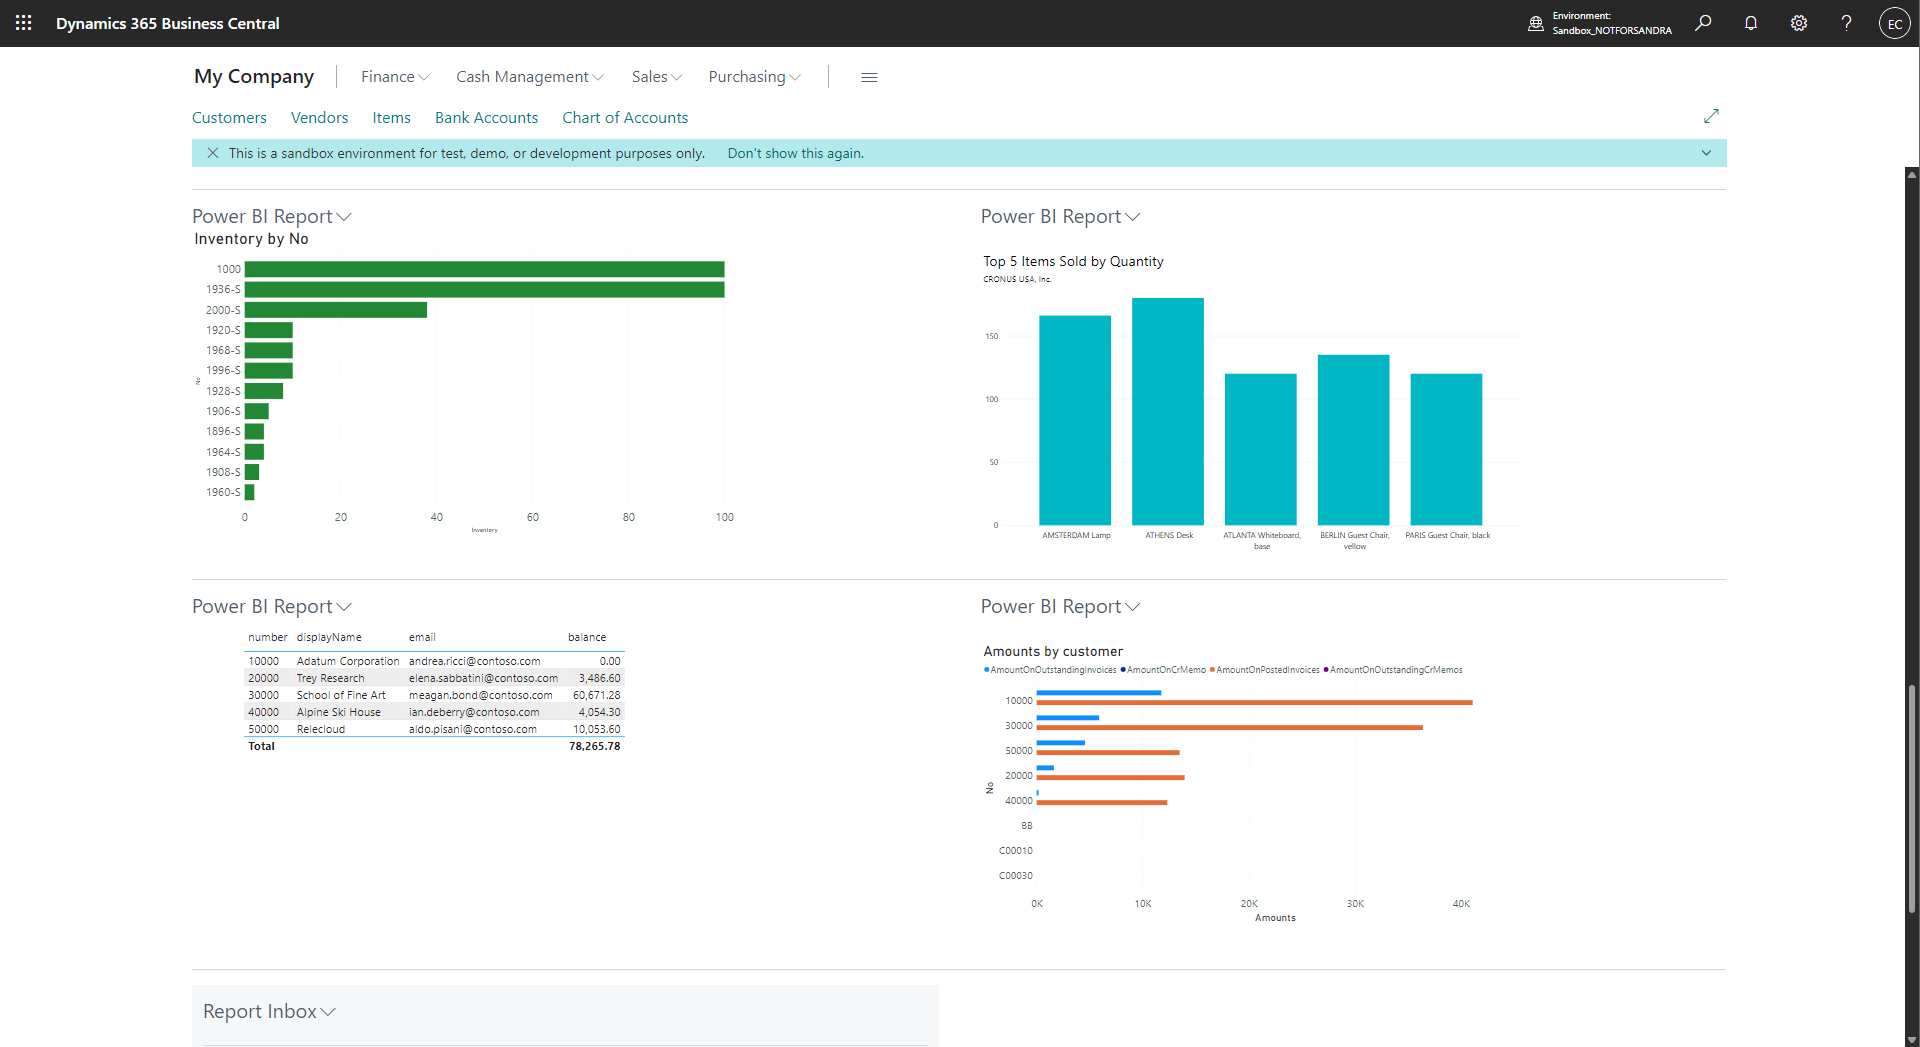 Dynamics 365 Business Central
Environment:
Sandbox_NOTFORSANDRA
?
EC
My Company
Finance
Cash Management
Sales
Purchasing
Customers
Vendors
Items
Bank Accounts
Chart of Accounts
This is a sandbox environment for test, demo, or development purposes only.
Don't show this again.
Power BI Report
Inventory by No
1000
1936-S
2000-S
1920-S
1968-S
1996-S
1928-S
1906-S
1896-S
1964-S
1908-S
1960-S
No
0 20 40 60 80 100
Inventory
Power BI Report
Top 5 Items Sold by Quantity
CRONUS USA, Inc.
150
100
50
0
AMSTERDAM Lamp
ATHENS Desk
ATLANTA Whiteboard,
base
BERLIN Guest Chair,
yellow
PARIS Guest Chair, black
Power BI Report
number displayName email balance
10000 Adatum Corporation andrea.ricci@contoso.com 0.00
20000 Trey Research elena.sabbatini@contoso.com 3,486.60
30000 School of Fine Art meagan.bond@contoso.com 60,671.28
40000 Alpine Ski House ian.deberry@contoso.com 4,054.30
50000 Relecloud aldo.pisani@contoso.com 10,053.60
Total 78,265.78
Power BI Report
Amounts by customer
AmountOnOutstandingInvoices AmountOnCrMemo AmountOnPostedInvoices AmountOnOutstandingCrMemos
10000
30000
50000
20000
40000
BB
C00010
C00030
No
0K 10K 20K 30K 40K
Amounts
Report Inbox